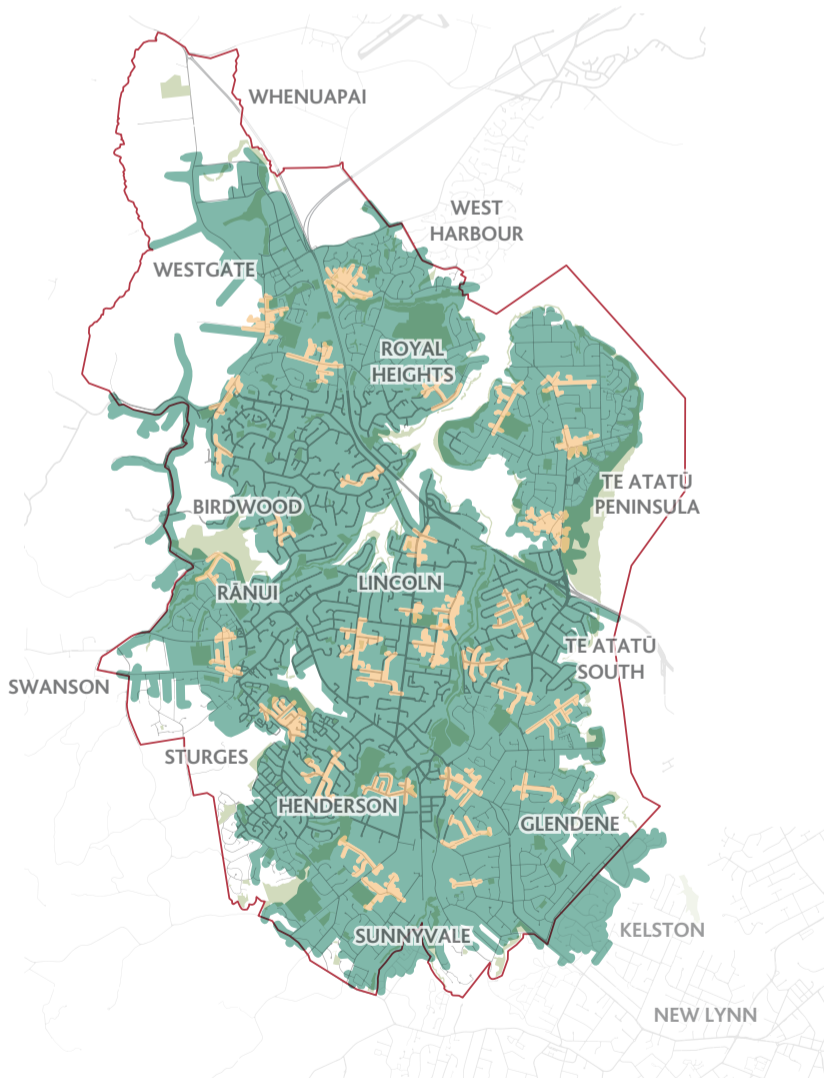 WHENUAPAI
WEST
HARBOUR
WESTGATE
ROYAL
HEIGHTS
TE ATATŪ
PENINSULA
BIRDWOOD
LINCOLN
RĀNUI
TE ATATŪ
SOUTH
SWANSON
STURGES
HENDERSON
GLENDENE
KELSTON
SUNNYVALE
NEW LYNN